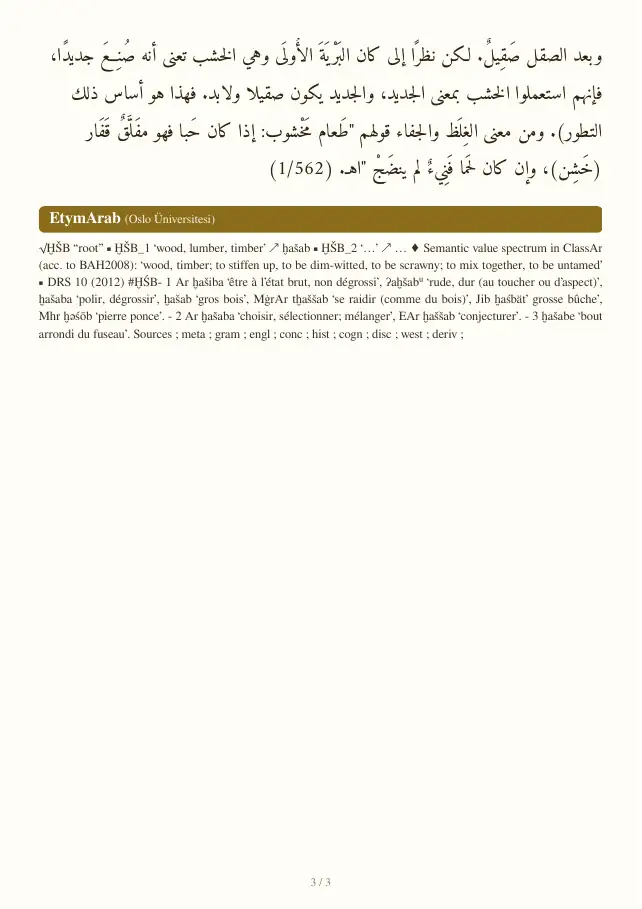 وبعد الصقل صَقِيلٌ. لكن نظرًا إلى كان البَرْيَةَ الأُولَى وهي الخشب تعنى أنه صُنِعَ جديدًا،
فإنهم استعملوا الخشب بمعنى الجديد، والجديد يكون صقيلا ولابد. فهذا هو أساس ذلك
التطور). ومن معنى الغِلَظ والجفاء قولهم "طَعام مَخْشوب: إذا كان حَبا فهو مفَلَّقٌ قَفَار
(خَشِن)، وإن كان لحَما فَنِيءٌ لم ينضَجْ "اهـ. (1/562)
EtymArab (Oslo Üniversitesi)
√ḪŠB “root” ▪ ḪŠB_1 ‘wood, lumber, timber’ ↗ ḫašab ▪ ḪŠB_2 ‘…’ ↗ … ♦ Semantic value spectrum in ClassAr
(acc. to BAH2008): ‘wood, timber; to stiffen up, to be dim-witted, to be scrawny; to mix together, to be untamed’
▪ DRS 10 (2012) #ḪŚB- 1 Ar ḫašiba ‘être à l’état brut, non dégrossi’, ʔaḫšabᵘ ‘rude, dur (au toucher ou d’aspect)’,
ḫašaba ‘polir, dégrossir’, ḫašab ‘gros bois’, MġrAr tḫaššab ‘se raidir (comme du bois)’, Jib ḫaśbɛ̄t’ grosse bûche’,
Mhr ḫəśōb ‘pierre ponce’. - 2 Ar ḫašaba ‘choisir, sélectionner; mélanger’, EAr ḫaššab ‘conjecturer’. - 3 ḫašabe ‘bout
arrondi du fuseau’. Sources ; meta ; gram ; engl ; conc ; hist ; cogn ; disc ; west ; deriv ;
3 / 3